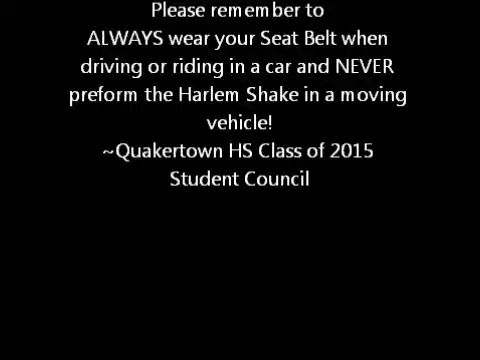 Please remember to
ALWAYS wear your Seat Belt when
driving or riding in a car and NEVER
preform the Harlem Shake in a moving
vehicle!
~Quakertown HS Class of 2015
Student Council